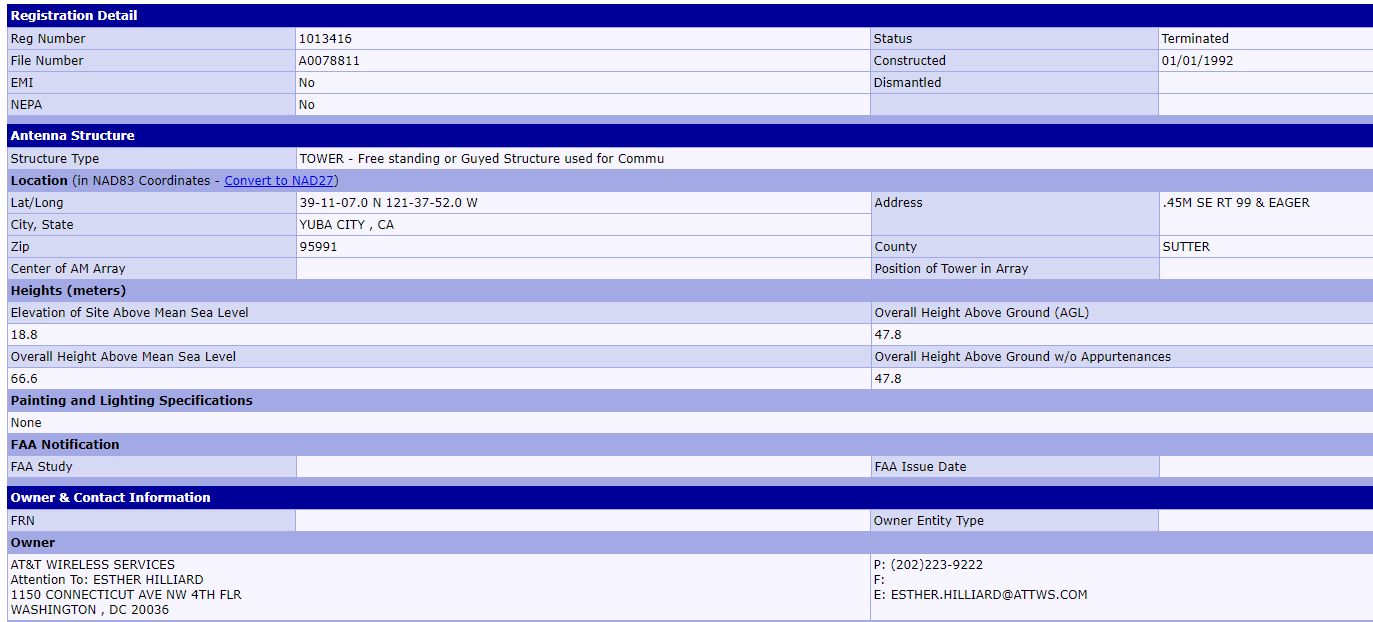 Registration Detail
Reg Number 1013416 Status Terminated
File Number A0078811 Constructed 01/01/1992
EMI No Dismantled
NEPA No
Antenna Structure
Structure Type TOWER - Free standing or Guyed Structure used for Commu
Location (in NAD83 Coordinates - Convert to NAD27)
Lat/Long 39-11-07.0 N 121-37-52.0 W Address .45M SE RT 99 & EAGER
City, State YUBA CITY , CA
Zip 95991 County SUTTER
Center of AM Array Position of Tower in Array
Heights (meters)
Elevation of Site Above Mean Sea Level Overall Height Above Ground (AGL)
18.8 47.8
Overall Height Above Mean Sea Level Overall Height Above Ground w/o Appurtenances
66.6 47.8
Painting and Lighting Specifications
None
FAA Notification
FAA Study FAA Issue Date
Owner & Contact Information
FRN Owner Entity Type
Owner
AT&T WIRELESS SERVICES P: (202)223-9222
Attention To: ESTHER HILLIARD F:
1150 CONNECTICUT AVE NW 4TH FLR E: ESTHER.HILLIARD@ATTWS.COM
WASHINGTON , DC 20036